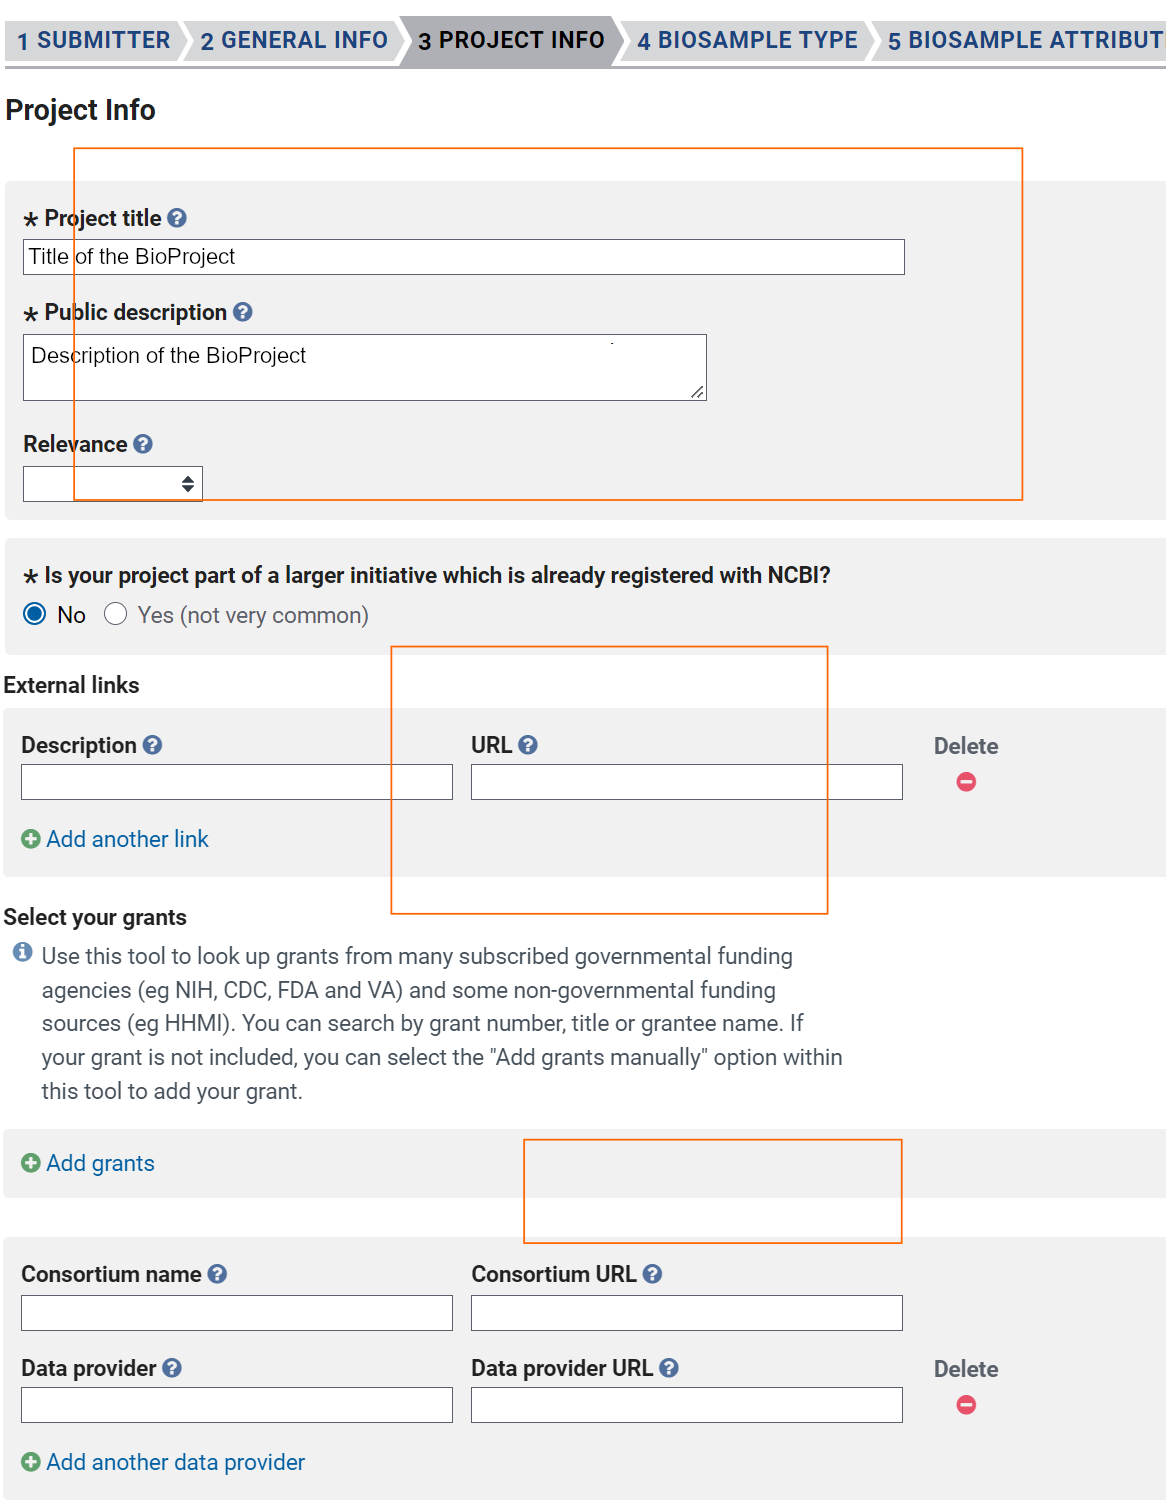 1 SUBMITTER 2 GENERAL INFO 3 PROJECT INFO 4 BIOSAMPLE TYPE 5 BIOSAMPLE ATTRIBUT
Project Info
* Project title
Title of the BioProject
* Public description
Description of the BioProject
Relevance
* Is your project part of a larger initiative which is already registered with NCBI?
No Yes (not very common)
External links
Description URL Delete
Add another link
Select your grants
Use this tool to look up grants from many subscribed governmental funding
agencies (eg NIH, CDC, FDA and VA) and some non-governmental funding
sources (eg HHMI). You can search by grant number, title or grantee name. If
your grant is not included, you can select the "Add grants manually" option within
this tool to add your grant.
Add grants
Consortium name Consortium URL
Data provider Data provider URL Delete
Add another data provider